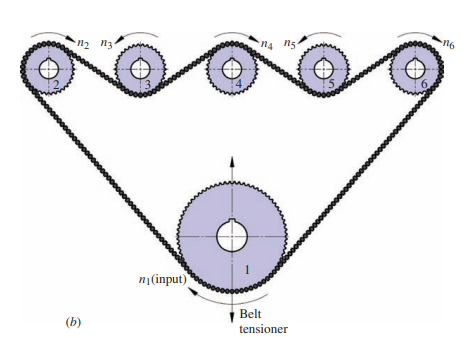 n2 n3 n4 n5 n6
2 3 4 5 6
1
n1(input)
Belt
tensioner
(b)